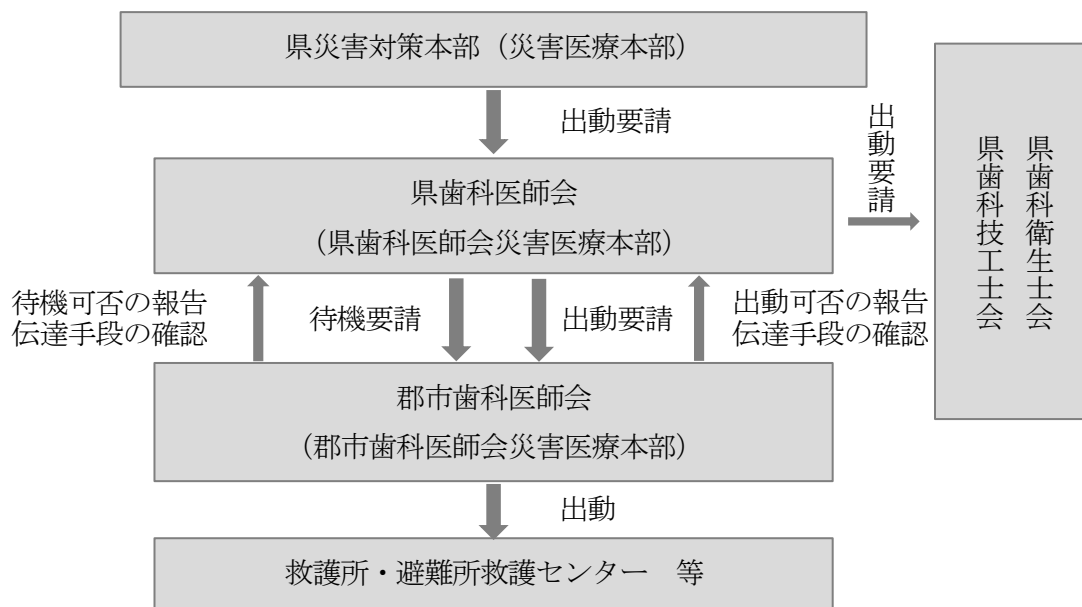 県災害対策本部（災害医療本部）
出動要請
県歯科医師会
（県歯科医師会災害医療本部）
出動要請
県歯科衛生士会
県歯科技工士会
待機可否の報告
伝達手段の確認
待機要請
出動要請
出動可否の報告
伝達手段の確認
郡市歯科医師会
（郡市歯科医師会災害医療本部）
出動
救護所・避難所救護センター　等